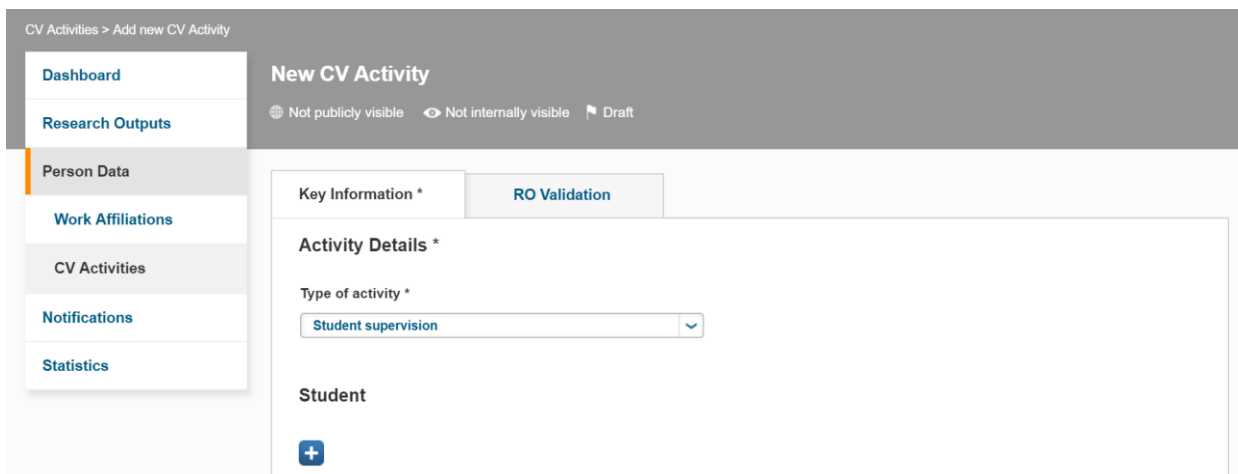 CV Activities > Add new CV Activity
Dashboard
Research Outputs
Person Data
Work Affiliations
CV Activities
Notifications
Statistics
New CV Activity
Not publicly visible Not internally visible Draft
Key Information * RO Validation
Activity Details *
Type of activity *
Student supervision
Student